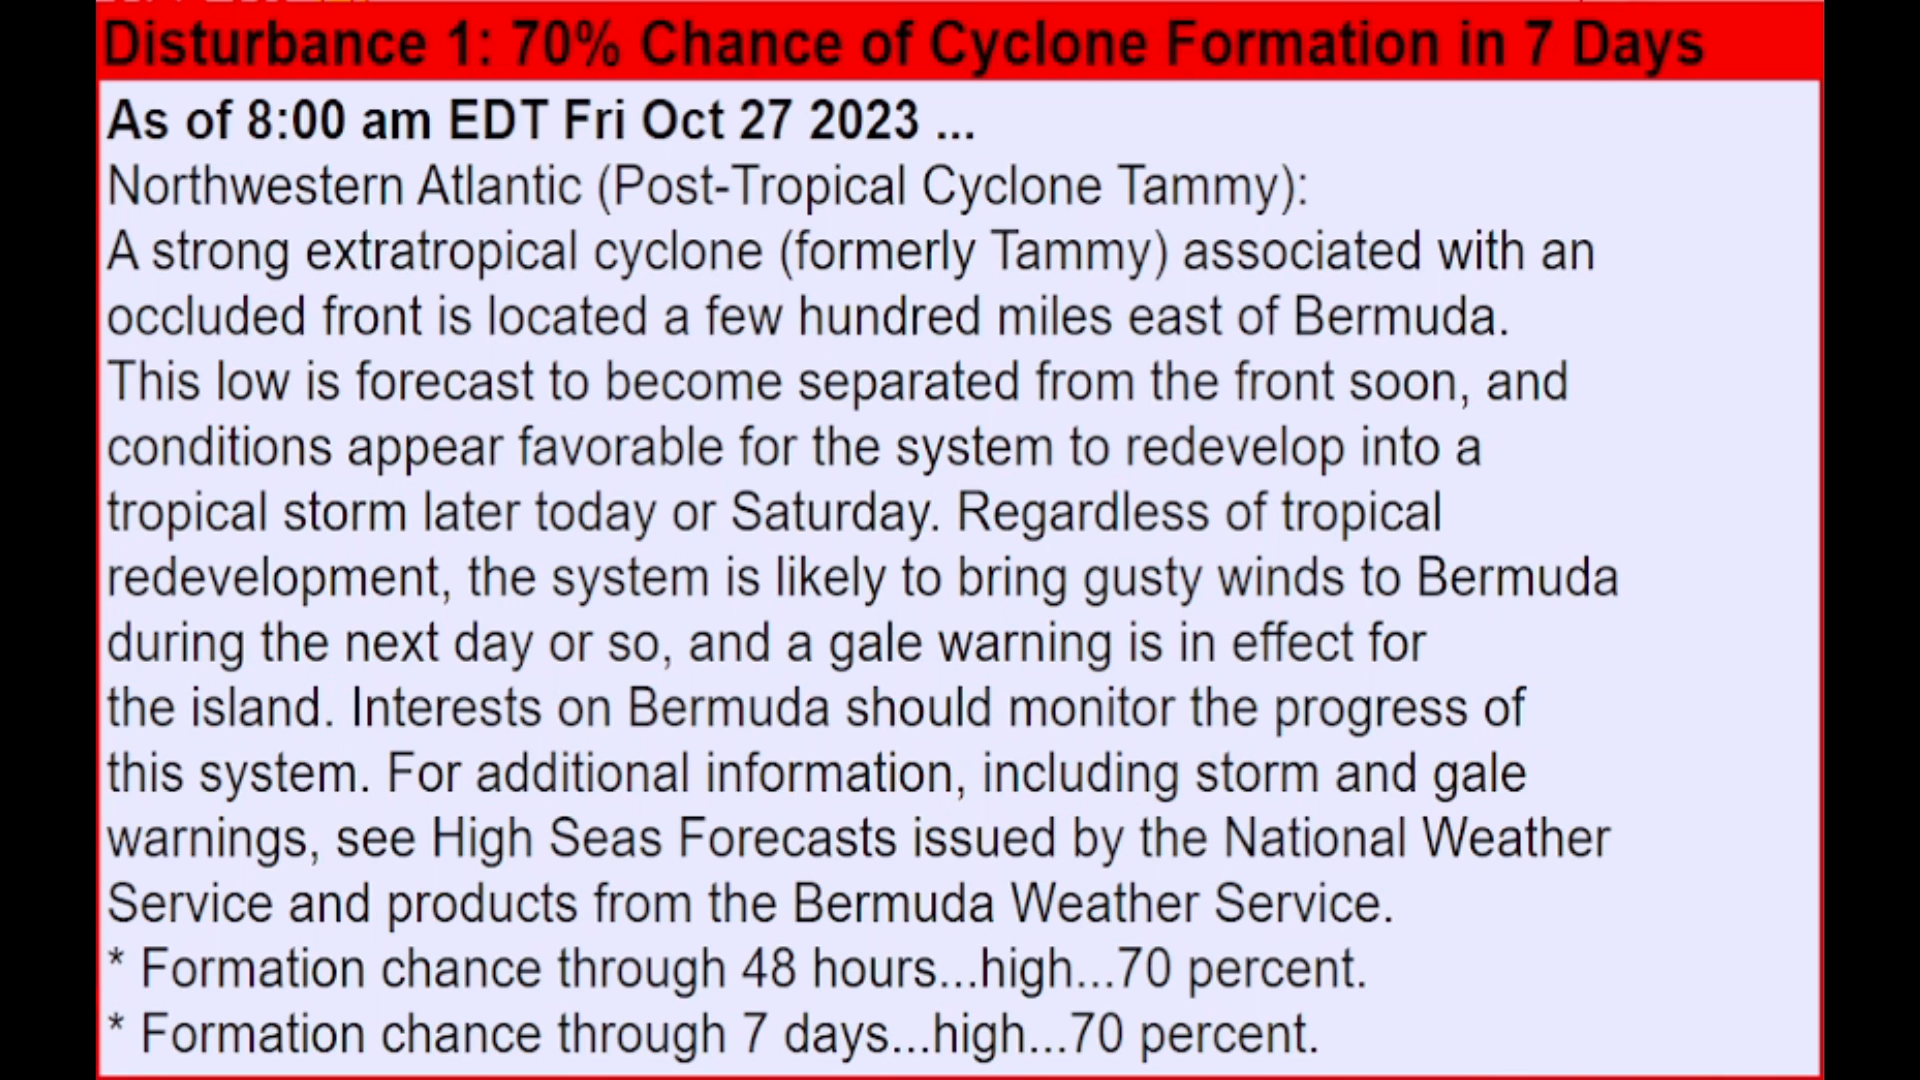 Disturbance 1: 70% Chance of Cyclone Formation in 7 Days
As of 8:00 am EDT Fri Oct 27 2023 ...
Northwestern Atlantic (Post-Tropical Cyclone Tammy):
A strong extratropical cyclone (formerly Tammy) associated with an
occluded front is located a few hundred miles east of Bermuda.
This low is forecast to become separated from the front soon, and
conditions appear favorable for the system to redevelop into a
tropical storm later today or Saturday. Regardless of tropical
redevelopment, the system is likely to bring gusty winds to Bermuda
during the next day or so, and a gale warning is in effect for
the island. Interests on Bermuda should monitor the progress of
this system. For additional information, including storm and gale
warnings, see High Seas Forecasts issued by the National Weather
Service and products from the Bermuda Weather Service.
* Formation chance through 48 hours...high...70 percent.
* Formation chance through 7 days...high...70 percent.